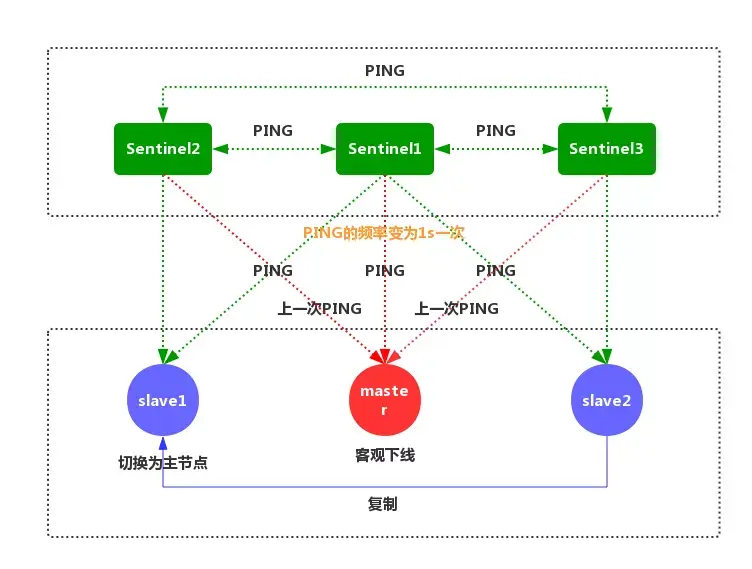 PING
PING
PING
Sentinel2
Sentinel1
Sentinel3
PING的频率变为1s一次
PING
PING
PING
上一次PING
上一次PING
slave1
maste
r
slave2
切换为主节点
客观下线
复制